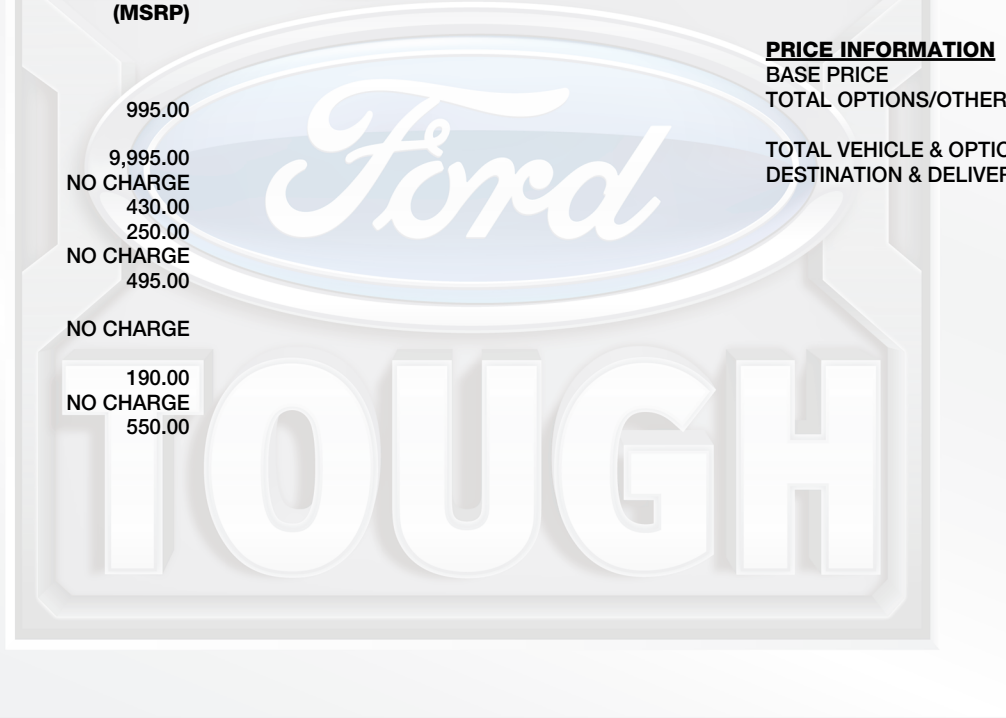 (MSRP)
995.00
9,995.00
NO CHARGE
430.00
250.00
NO CHARGE
495.00
NO CHARGE
190.00
NO CHARGE
550.00
PRICE INFORMATION
BASE PRICE
TOTAL OPTIONS/OTHER
TOTAL VEHICLE & OPTIO
DESTINATION & DELIVER
Ford
TOUGH